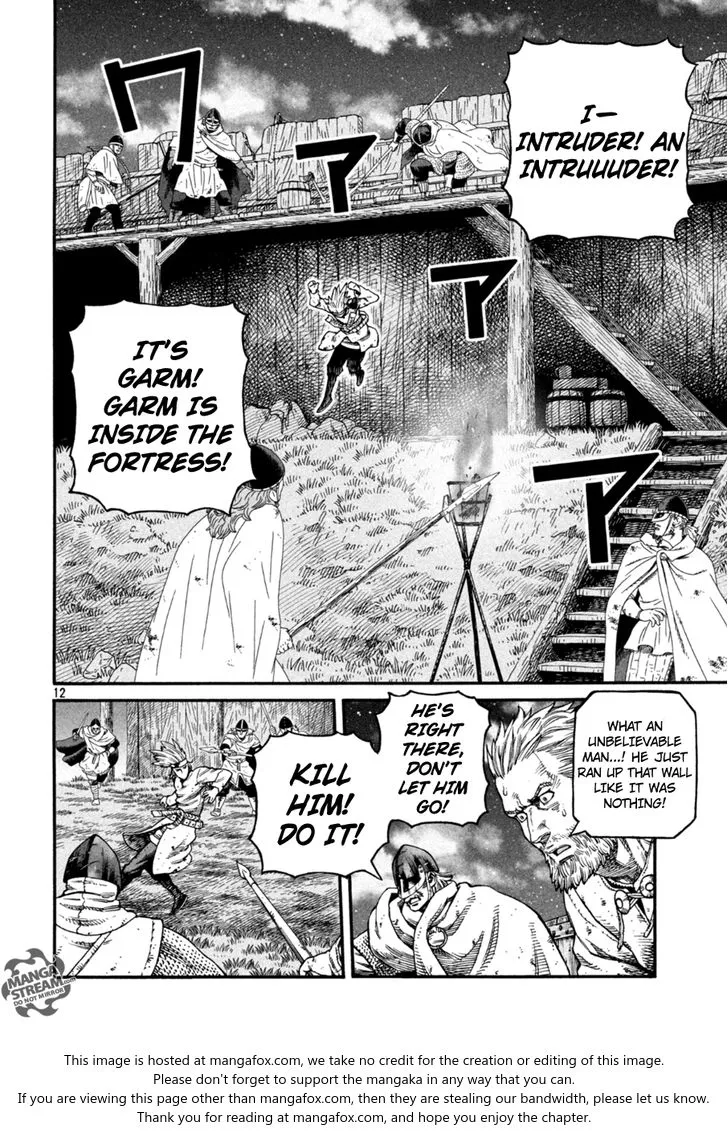 I—
INTRUDER! AN
INTRUUUDER!
ワァァァ
IT'S
GARM!
GARM IS
INSIDE THE
FORTRESS!
12
WHAT AN
UNBELIEVABLE
MAN...! HE JUST
RAN UP THAT WALL
LIKE IT WAS
NOTHING!
HE'S
RIGHT
THERE,
DON'T
LET HIM
GO!
KILL
HIM!
DO IT!
MANGA
STREAM.com
DO NOT MIRROR
This image is hosted at mangafox.com, we take no credit for the creation or editing of this image.
Please don't forget to support the mangaka in any way that you can.
If you are viewing this page other than mangafox.com, then they are stealing our bandwidth, please let us know.
Thank you for reading at mangafox.com, and hope you enjoy the chapter.